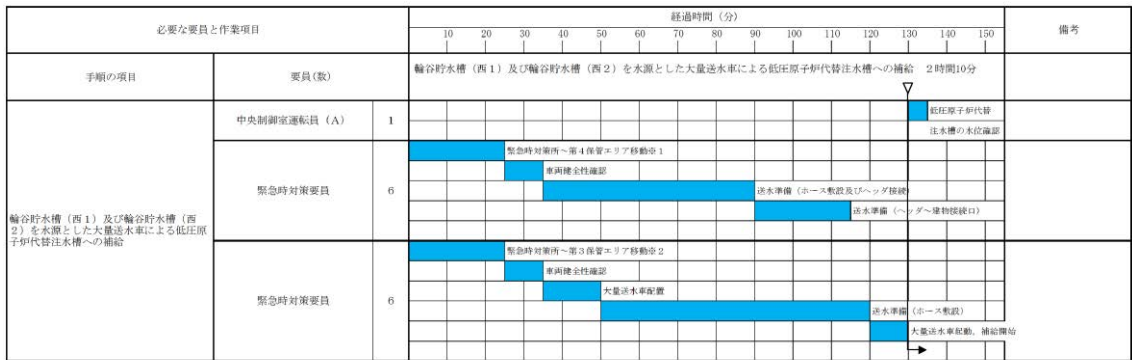 必要な要員と作業項目
経過時間（分）
備考
10 20 30 40 50 60 70 80 90 100 110 120 130 140 150
手順の項目
要員(数)
輪谷貯水槽（西１）及び輪谷貯水槽（西２）を水源とした大量送水車による低圧原子炉代替注水槽への補給　２時間10分
輪谷貯水槽（西１）及び輪谷貯水槽（西
２）を水源とした大量送水車による低圧原
子炉代替注水槽への補給
中央制御室運転員（A）
1
低圧原子炉代替
注水槽の水位確認
緊急時対策要員
6
緊急時対策所～第４保管エリア移動※１
車両健全性確認
送水準備（ホース敷設及びヘッダ接続）
送水準備（ヘッダ～建物接続口）
緊急時対策要員
6
緊急時対策所～第３保管エリア移動※２
車両健全性確認
大量送水車配置
送水準備（ホース敷設）
大量送水車起動、補給開始